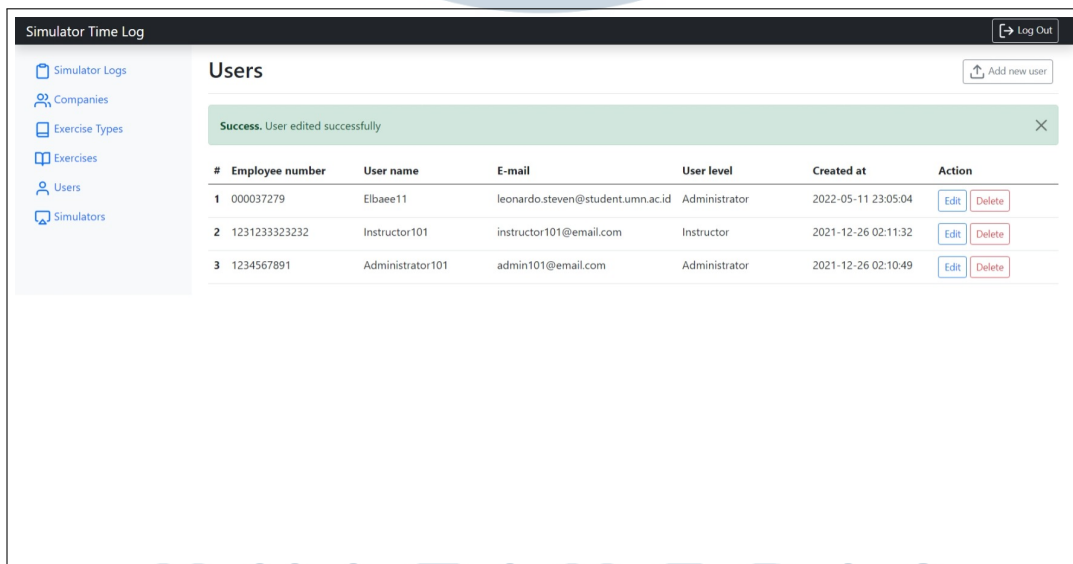 Simulator Time Log
Log Out
Simulator Logs
Companies
Exercise Types
Exercises
Users
Simulators
Users
Add new user
Success. User edited successfully
# Employee number User name E-mail User level Created at Action
1 000037279 Elbaee11 leonardo.steven@student.umn.ac.id Administrator 2022-05-11 23:05:04 Edit Delete
2 1231233323232 Instructor101 instructor101@email.com Instructor 2021-12-26 02:11:32 Edit Delete
3 1234567891 Administrator101 admin101@email.com Administrator 2021-12-26 02:10:49 Edit Delete